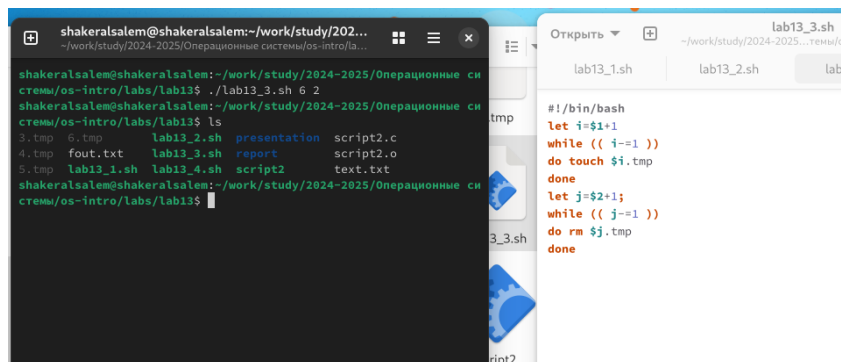 shakeralsalem@shakeralsalem:~/work/study/202...
~/work/study/2024-2025/Операционные системы/os-intro/la...
shakeralsalem@shakeralsalem:~/work/study/2024-2025/Операционные си
стемы/os-intro/labs/lab13$ ./lab13_3.sh 6 2
shakeralsalem@shakeralsalem:~/work/study/2024-2025/Операционные си
стемы/os-intro/labs/lab13$ ls
3.tmp 6.tmp lab13_2.sh presentation script2.c
4.tmp fout.txt lab13_3.sh report script2.o
5.tmp lab13_1.sh lab13_4.sh script2 text.txt
shakeralsalem@shakeralsalem:~/work/study/2024-2025/Операционные си
стемы/os-intro/labs/lab13$
.tmp
3_3.sh
ript2
Открыть
lab13_3.sh
~/work/study/2024-2025...темы/o
lab13_1.sh lab13_2.sh lab
#!/bin/bash
let i=$1+1
while (( i-=1 ))
do touch $i.tmp
done
let j=$2+1;
while (( j-=1 ))
do rm $j.tmp
done